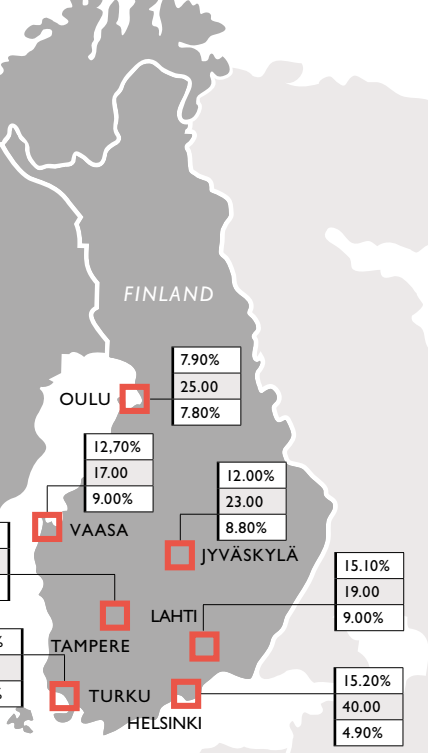 FINLAND
7.90%
OULU
25.00
7.80%
12,70%
17.00
9.00%
VAASA
12.00%
23.00
8.80%
JYVÄSKYLÄ
15.10%
19.00
9.00%
LAHTI
TAMPERE
%
%
TURKU
15.20%
40.00
4.90%
HELSINKI